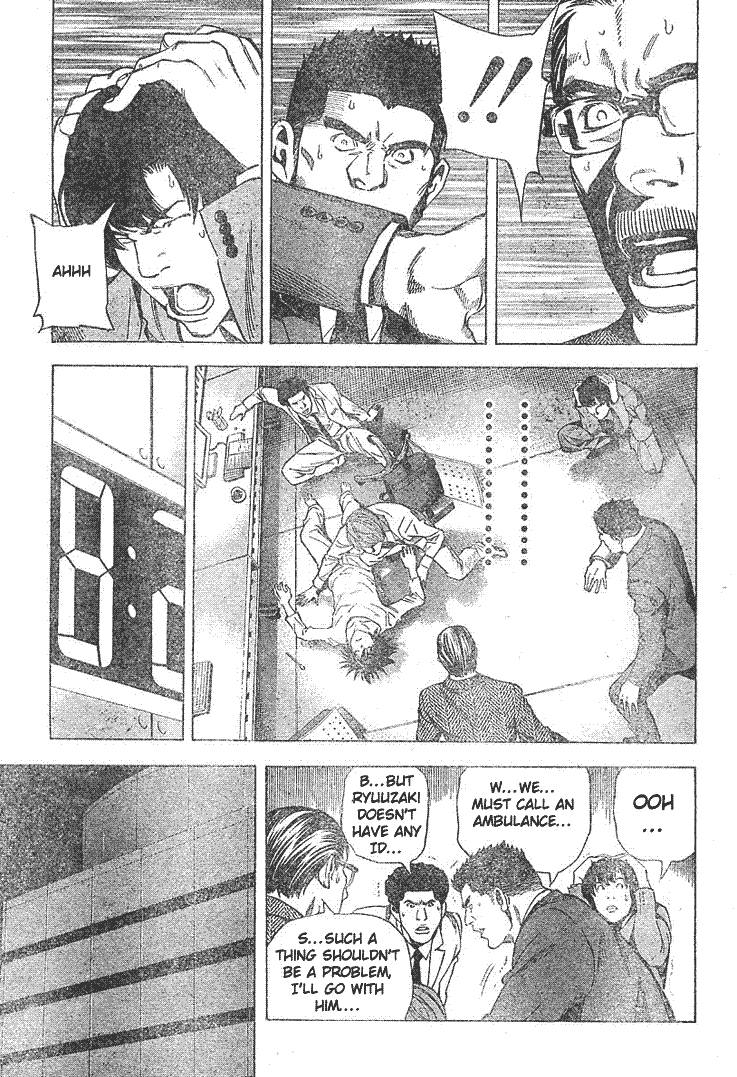 !!
AHHH
OOH
...
W...WE...
MUST CALL AN
AMBULANCE...
B...BUT
RYUUZAKI
DOESN'T
HAVE ANY
ID...
S...SUCH A
THING SHOULDN'T
BE A PROBLEM,
I'LL GO WITH
HIM....